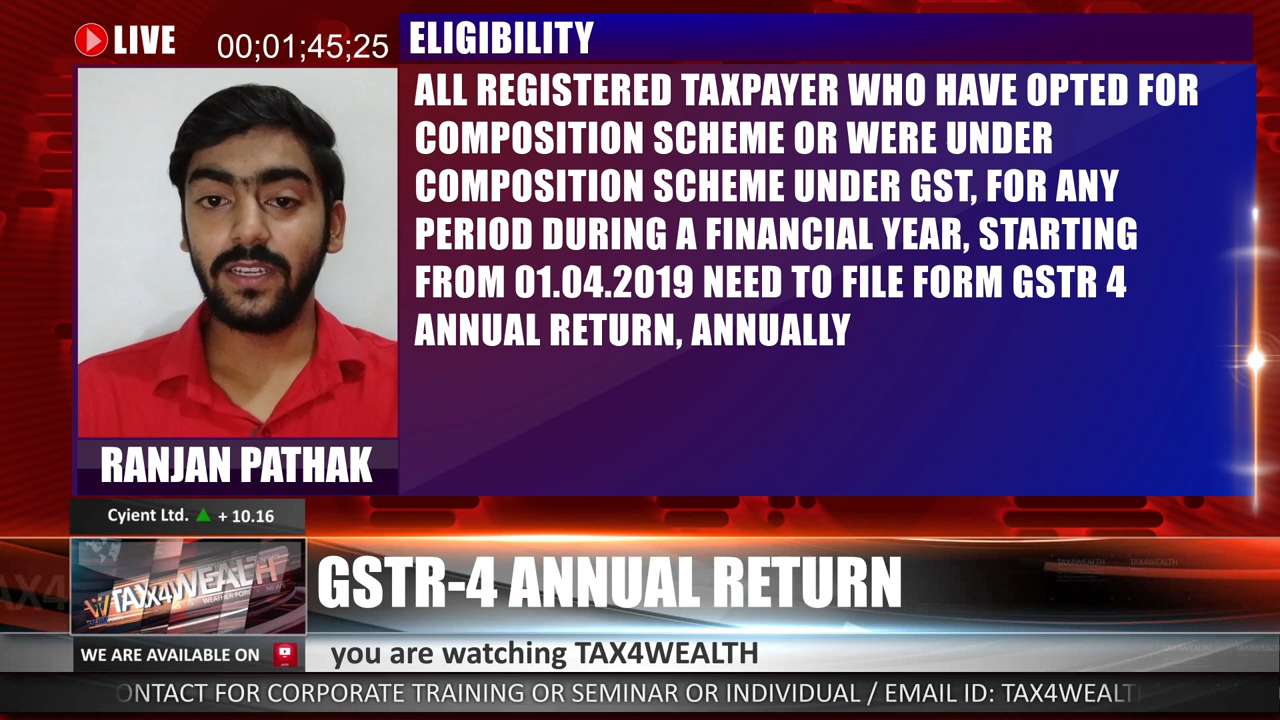 LIVE
00;01;45;25
ELIGIBILITY
ALL REGISTERED TAXPAYER WHO HAVE OPTED FOR
COMPOSITION SCHEME OR WERE UNDER
COMPOSITION SCHEME UNDER GST, FOR ANY
PERIOD DURING A FINANCIAL YEAR, STARTING
FROM 01.04.2019 NEED TO FILE FORM GSTR 4
ANNUAL RETURN, ANNUALLY
RANJAN PATHAK
Cyient Ltd. ▲ + 10.16
TAX4WEALTH
GSTR-4 ANNUAL RETURN
TAX4WEALTH TAX4WEALTH
WE ARE AVAILABLE ON
you are watching TAX4WEALTH
ONTACT FOR CORPORATE TRAINING OR SEMINAR OR INDIVIDUAL / EMAIL ID: TAX4WEALT